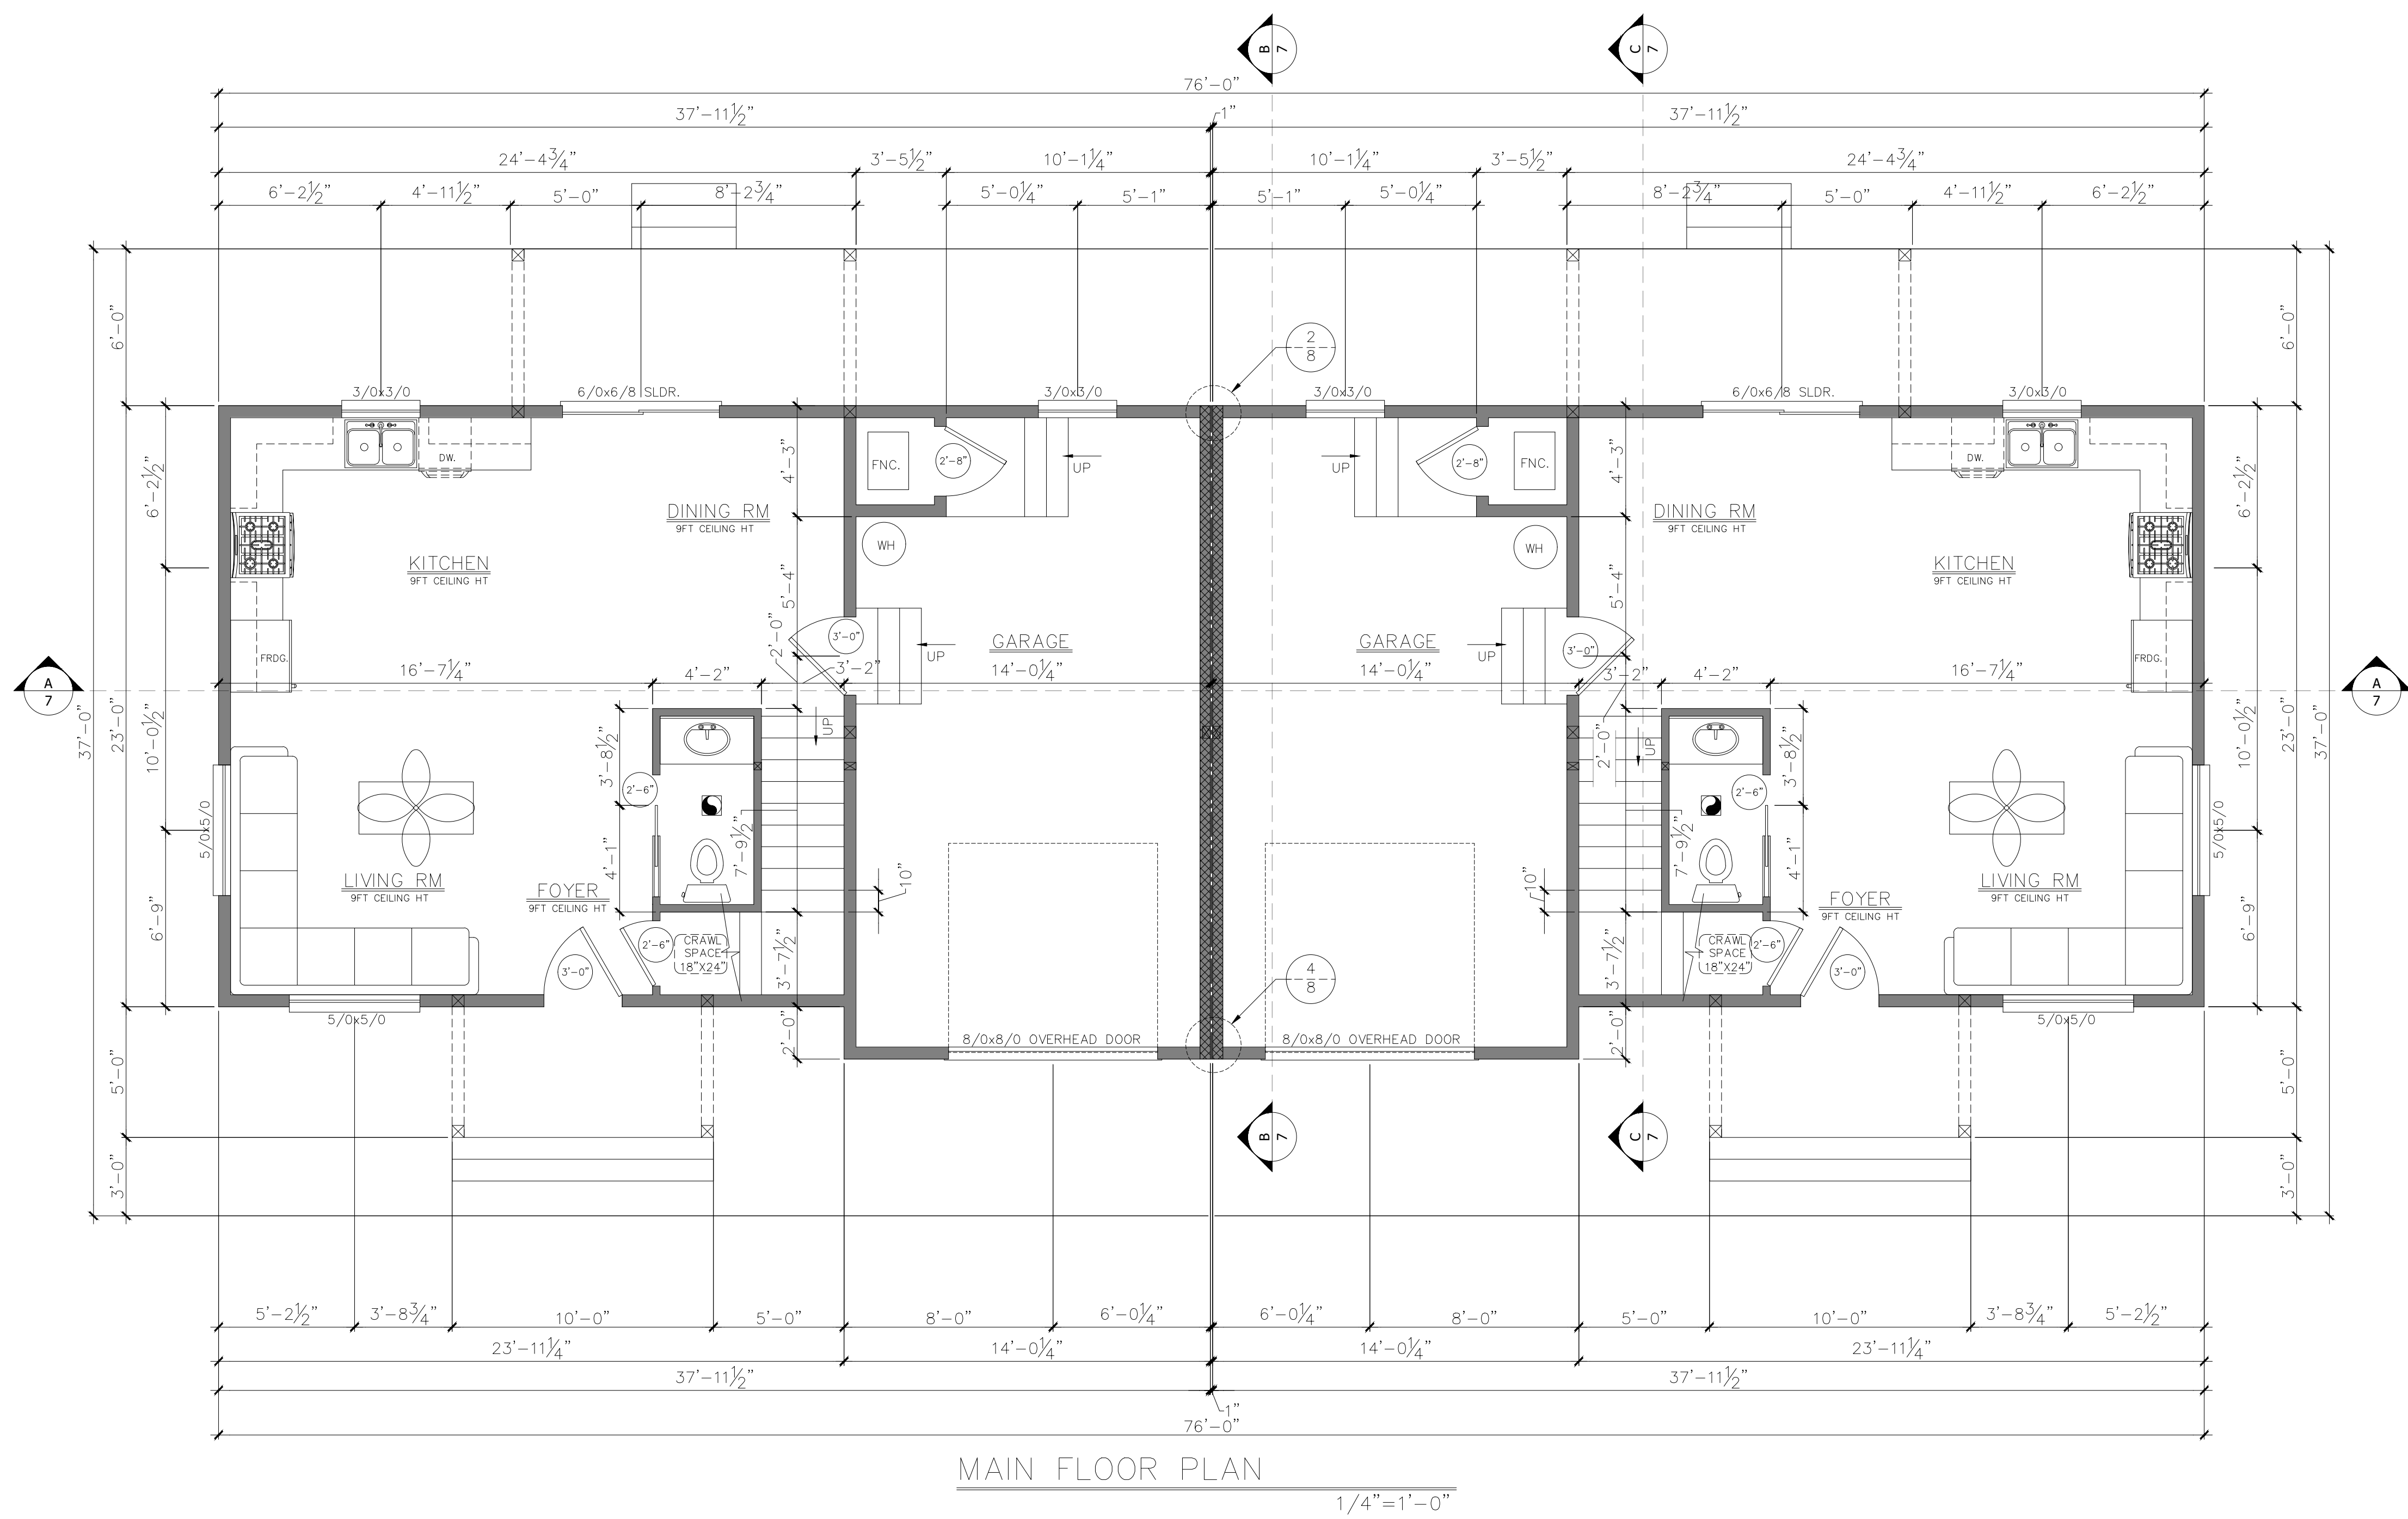 B
7
C
7
76'-0"
37'-11½" 1" 37'-11½"
24'-4¾" 3'-5½" 10'-1¼" 10'-1¼" 3'-5½" 24'-4¾"
6'-2½" 4'-11½" 5'-0" 8'-2¾" 5'-0¼" 5'-1" 5'-1" 5'-0¼" 8'-2¾" 5'-0" 4'-11½" 6'-2½"
6'-0" 6'-0"
2
8
3/0x3/0 6/0x6/8 SLDR. 3/0x3/0 3/0x3/0 6/0x6/8 SLDR. 3/0x3/0
DW. FNC. 2'-8" UP UP 2'-8" FNC. DW.
6'-2½" 4'-3" 4'-3" 6'-2½"
DINING RM DINING RM
9FT CEILING HT 9FT CEILING HT
WH WH
KITCHEN KITCHEN
9FT CEILING HT 9FT CEILING HT
5'-4" 5'-4"
2'-0" 3'-0" GARAGE GARAGE 3'-0"
FRDG. UP UP FRDG.
16'-7¼" 4'-2" 3'-2" 14'-0¼" 14'-0¼" 3'-2" 4'-2" 16'-7¼"
A
7
A
7
37'-0" 23'-0" 10'-0½" 10'-0½" 23'-0" 37'-0"
UP 2'-0" UP
3'-8½" 3'-8½"
2'-6" 2'-6"
5/0x5/0 5/0x5/0
4'-1" 7'-9½" 7'-9½" 4'-1"
10" 10"
LIVING RM LIVING RM
9FT CEILING HT 9FT CEILING HT
FOYER FOYER
9FT CEILING HT 9FT CEILING HT
6'-9" 6'-9"
3'-0" 2'-6" 2'-6" 3'-0"
CRAWL
SPACE
18"X24"
CRAWL
SPACE
18"X24"
3'-7½" 3'-7½"
4
8
5/0x5/0 5/0x5/0
2'-0" 8/0x8/0 OVERHEAD DOOR 8/0x8/0 OVERHEAD DOOR 2'-0"
5'-0" 5'-0"
B
7
C
7
3'-0" 3'-0"
5'-2½" 3'-8¾" 10'-0" 5'-0" 8'-0" 6'-0¼" 6'-0¼" 8'-0" 5'-0" 10'-0" 3'-8¾" 5'-2½"
23'-11¼" 14'-0¼" 14'-0¼" 23'-11¼"
37'-11½" 37'-11½"
1"
76'-0"
MAIN FLOOR PLAN
1/4"=1'-0"